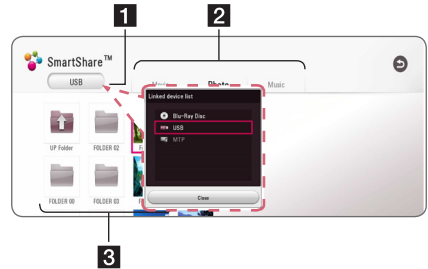 1
2
SmartShare™
USB
Photo
Music
Linked device list
Blu-Ray Disc
USB
MTP
Close
UP Folder
FOLDER 02
FOLDER 00
FOLDER 03
3